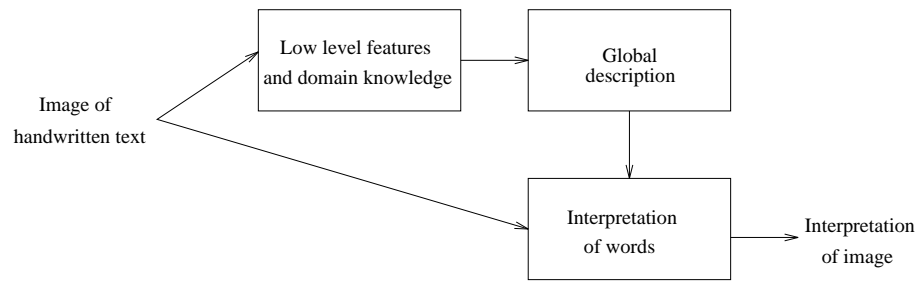 Low level features
and domain knowledge
Global
description
Image of
handwritten text
Interpretation
of words
Interpretation
of image